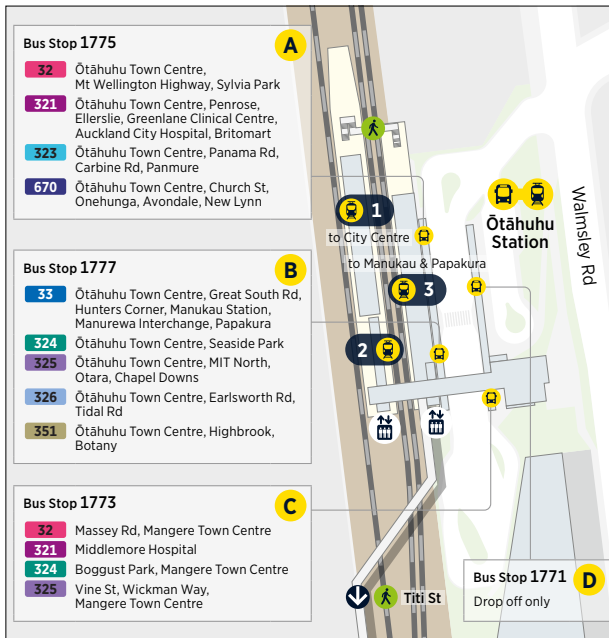 Bus Stop 1775
A
32 Ōtāhuhu Town Centre,
Mt Wellington Highway, Sylvia Park
321 Ōtāhuhu Town Centre, Penrose,
Ellerslie, Greenlane Clinical Centre,
Auckland City Hospital, Britomart
323 Ōtāhuhu Town Centre, Panama Rd,
Carbine Rd, Panmure
670 Ōtāhuhu Town Centre, Church St,
Onehunga, Avondale, New Lynn
Bus Stop 1777
B
33 Ōtāhuhu Town Centre, Great South Rd,
Hunters Corner, Manukau Station,
Manurewa Interchange, Papakura
324 Ōtāhuhu Town Centre, Seaside Park
325 Ōtāhuhu Town Centre, MIT North,
Otara, Chapel Downs
326 Ōtāhuhu Town Centre, Earlsworth Rd,
Tidal Rd
351 Ōtāhuhu Town Centre, Highbrook,
Botany
Bus Stop 1773
C
32 Massey Rd, Mangere Town Centre
321 Middlemore Hospital
324 Boggust Park, Mangere Town Centre
325 Vine St, Wickman Way,
Mangere Town Centre
1
to City Centre
to Manukau & Papakura
3
2
Ōtāhuhu
Station
Walmsley Rd
Titi St
Bus Stop 1771
D
Drop off only